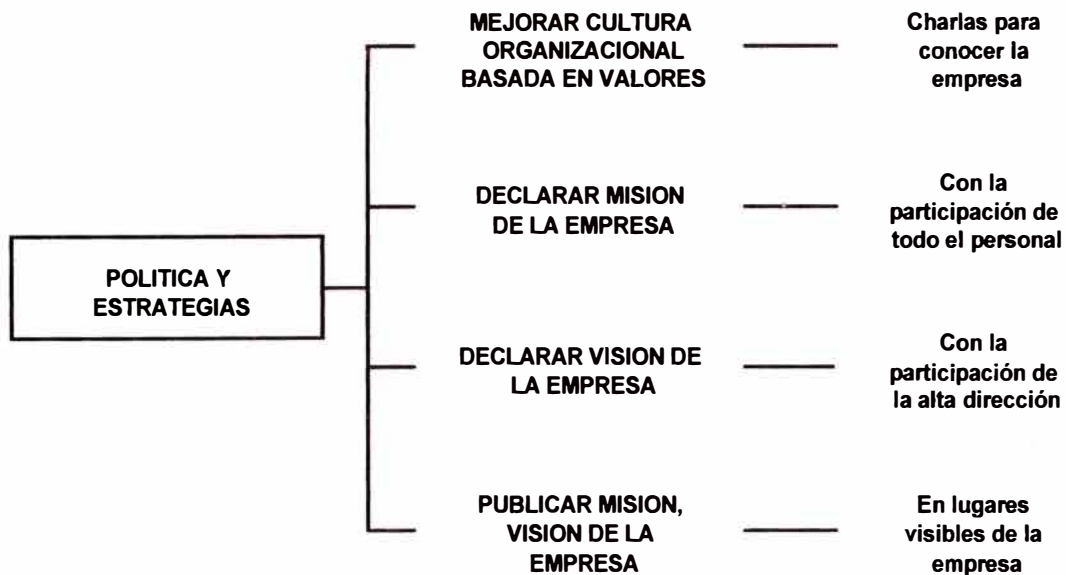 MEJORAR CULTURA
ORGANIZACIONAL
BASADA EN VALORES
Charlas para
conocer la
empresa
DECLARAR MISION
DE LA EMPRESA
Con la
participación de
todo el personal
POLITICA Y
ESTRATEGIAS
DECLARAR VISION DE
LA EMPRESA
Con la
participación de
la alta dirección
PUBLICAR MISION,
VISION DE LA
EMPRESA
En lugares
visibles de la
empresa